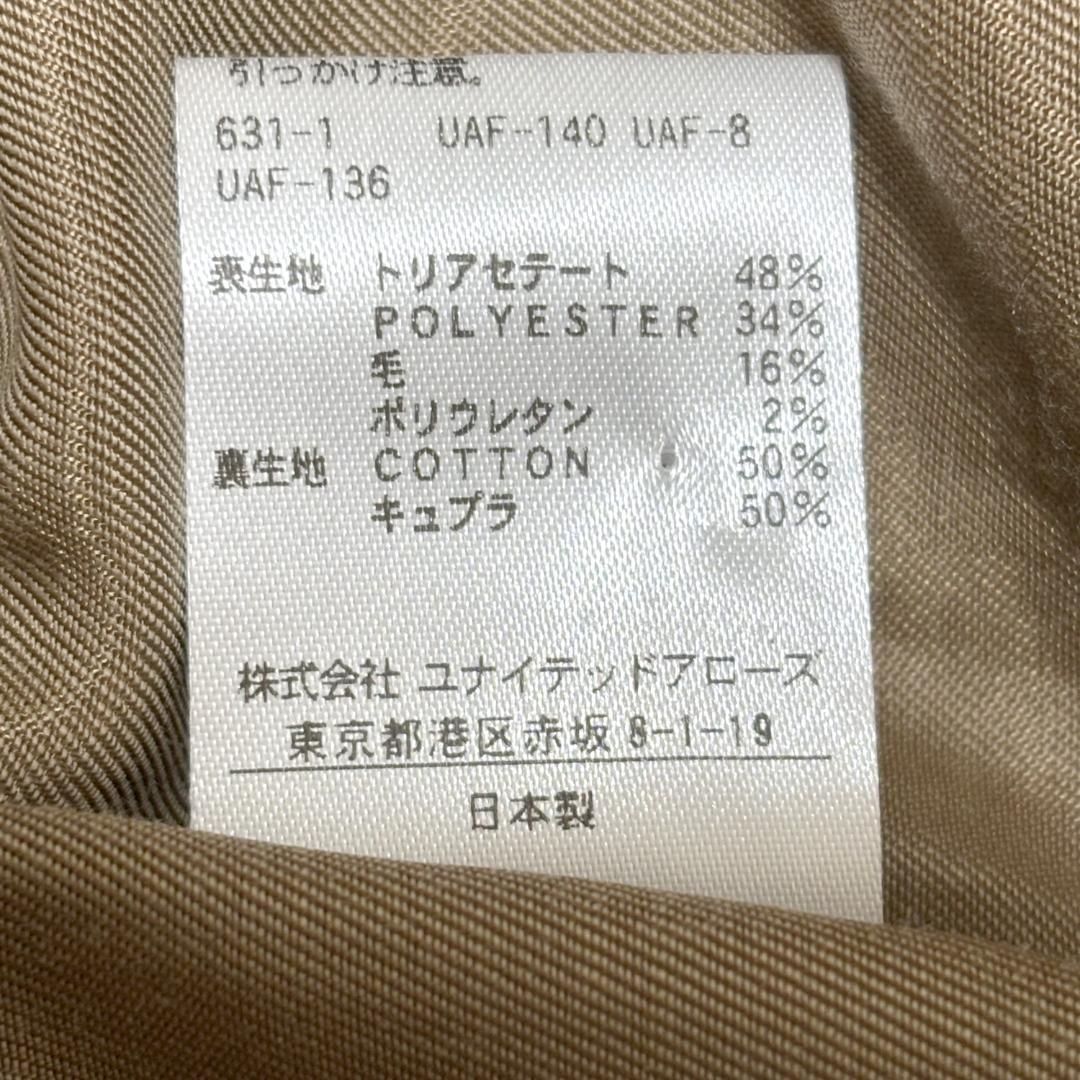 引っかけ注意。
631-1 UAF-140 UAF-8
UAF-136
表生地 トリアセテート 48%
POLYESTER 34%
毛 16%
ポリウレタン 2%
裏生地 COTTON 50%
キュプラ 50%
株式会社 ユナイテッドアローズ
東京都港区赤坂 8-1-19
日本製